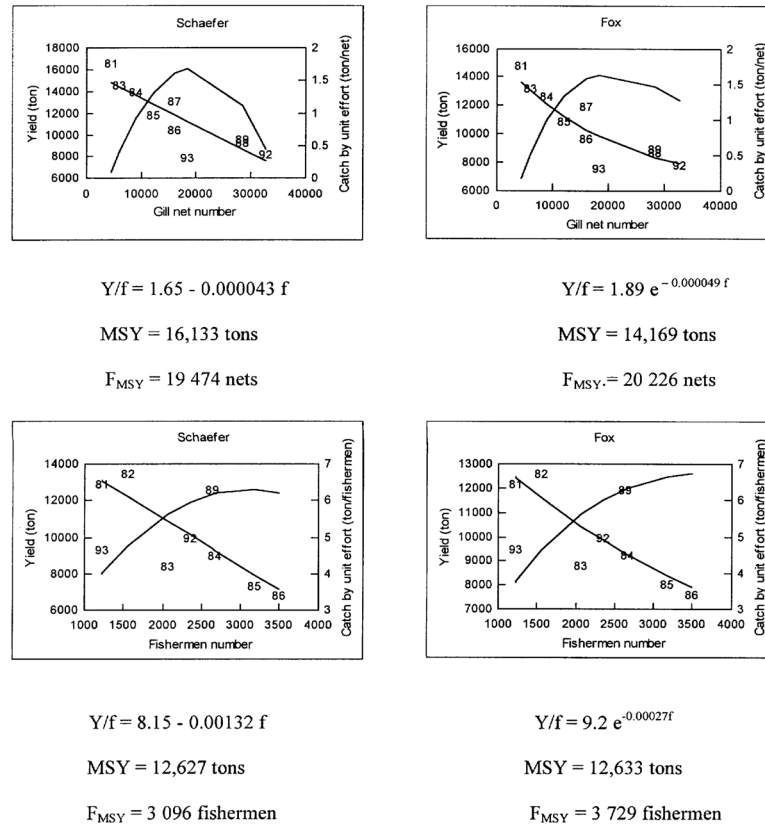 Schaefer
Yield (ton)
18000
16000
14000
12000
10000
8000
6000
2
1.5
1
0.5
0
Catch by unit effort (ton/net)
81
83
84
85
87
86
93
89
88
92
0 10000 20000 30000 40000
Gill net number
Y/f = 1.65 - 0.000043 f
MSY = 16,133 tons
FMSY = 19 474 nets
Fox
Yield (ton)
16000
14000
12000
10000
8000
6000
2
1.5
1
0.5
0
Catch by unit effort (ton/net)
81
83
84
85
87
86
93
89
88
92
0 10000 20000 30000 40000
Gill net number
Y/f = 1.89 e - 0.000049 f
MSY = 14,169 tons
FMSY.= 20 226 nets
Schaefer
Yield (ton)
14000
12000
10000
8000
6000
7
6
5
4
3
Catch by unit effort (ton/fishermen)
81
82
93
83
92
89
84
85
86
1000 1500 2000 2500 3000 3500 4000
Fishermen number
Y/f = 8.15 - 0.00132 f
MSY = 12,627 tons
FMSY = 3 096 fishermen
Fox
Yield (ton)
13000
12000
11000
10000
9000
8000
7000
7
6
5
4
3
Catch by unit effort (ton/fishermen)
81
82
93
83
92
89
84
85
86
1000 1500 2000 2500 3000 3500 4000
Fishermen number
Y/f = 9.2 e-0.00027f
MSY = 12,633 tons
FMSY = 3 729 fishermen